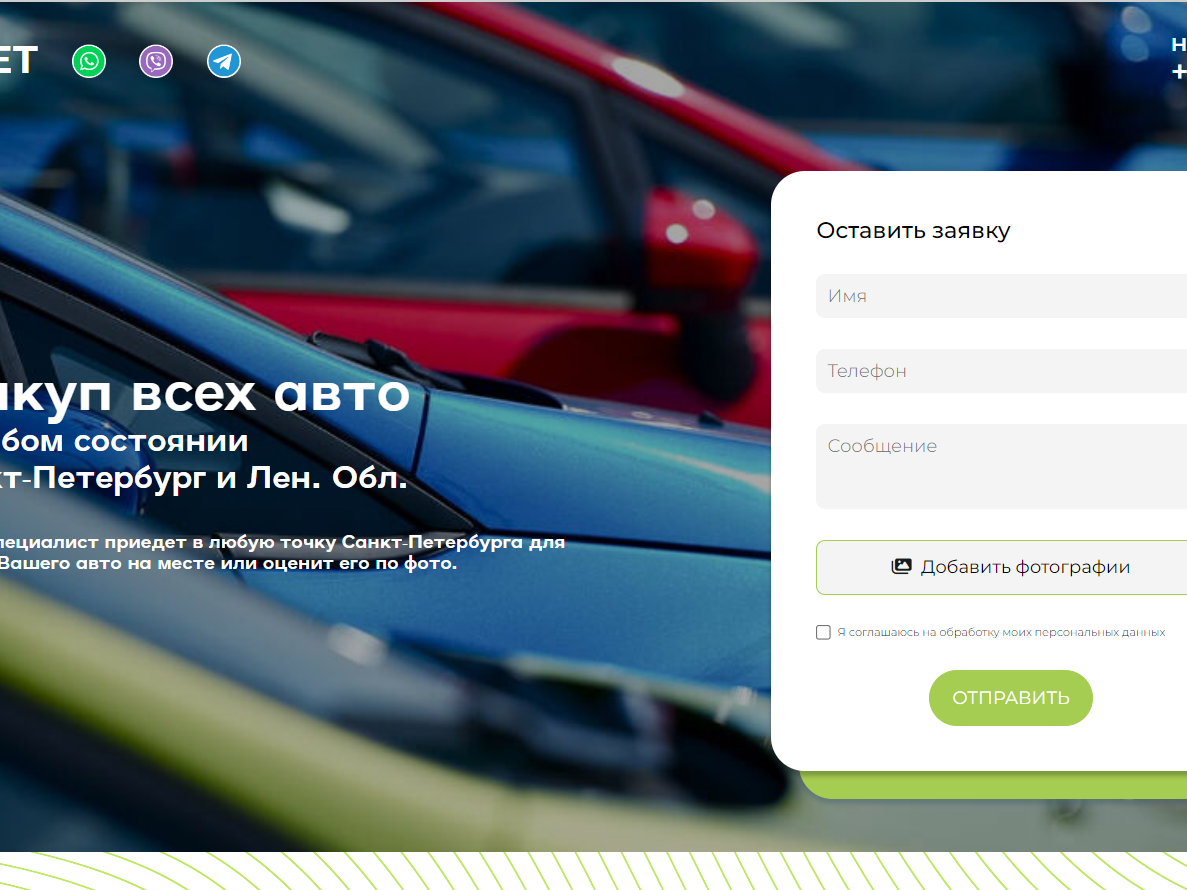 ЕТ
Н
+
купвсех авто
бом состоянии
кт-Петербург и Лен. Обл.
пециалист приедет в любую точку Санкт-Петербурга для
Вашего авто на месте или оценит его по фото.
Оставить заявку
Имя
Телефон
Сообщение
Добавить фотографии
Я соглашаюсь на обработку моих персональных данных
ОТПРАВИТЬ